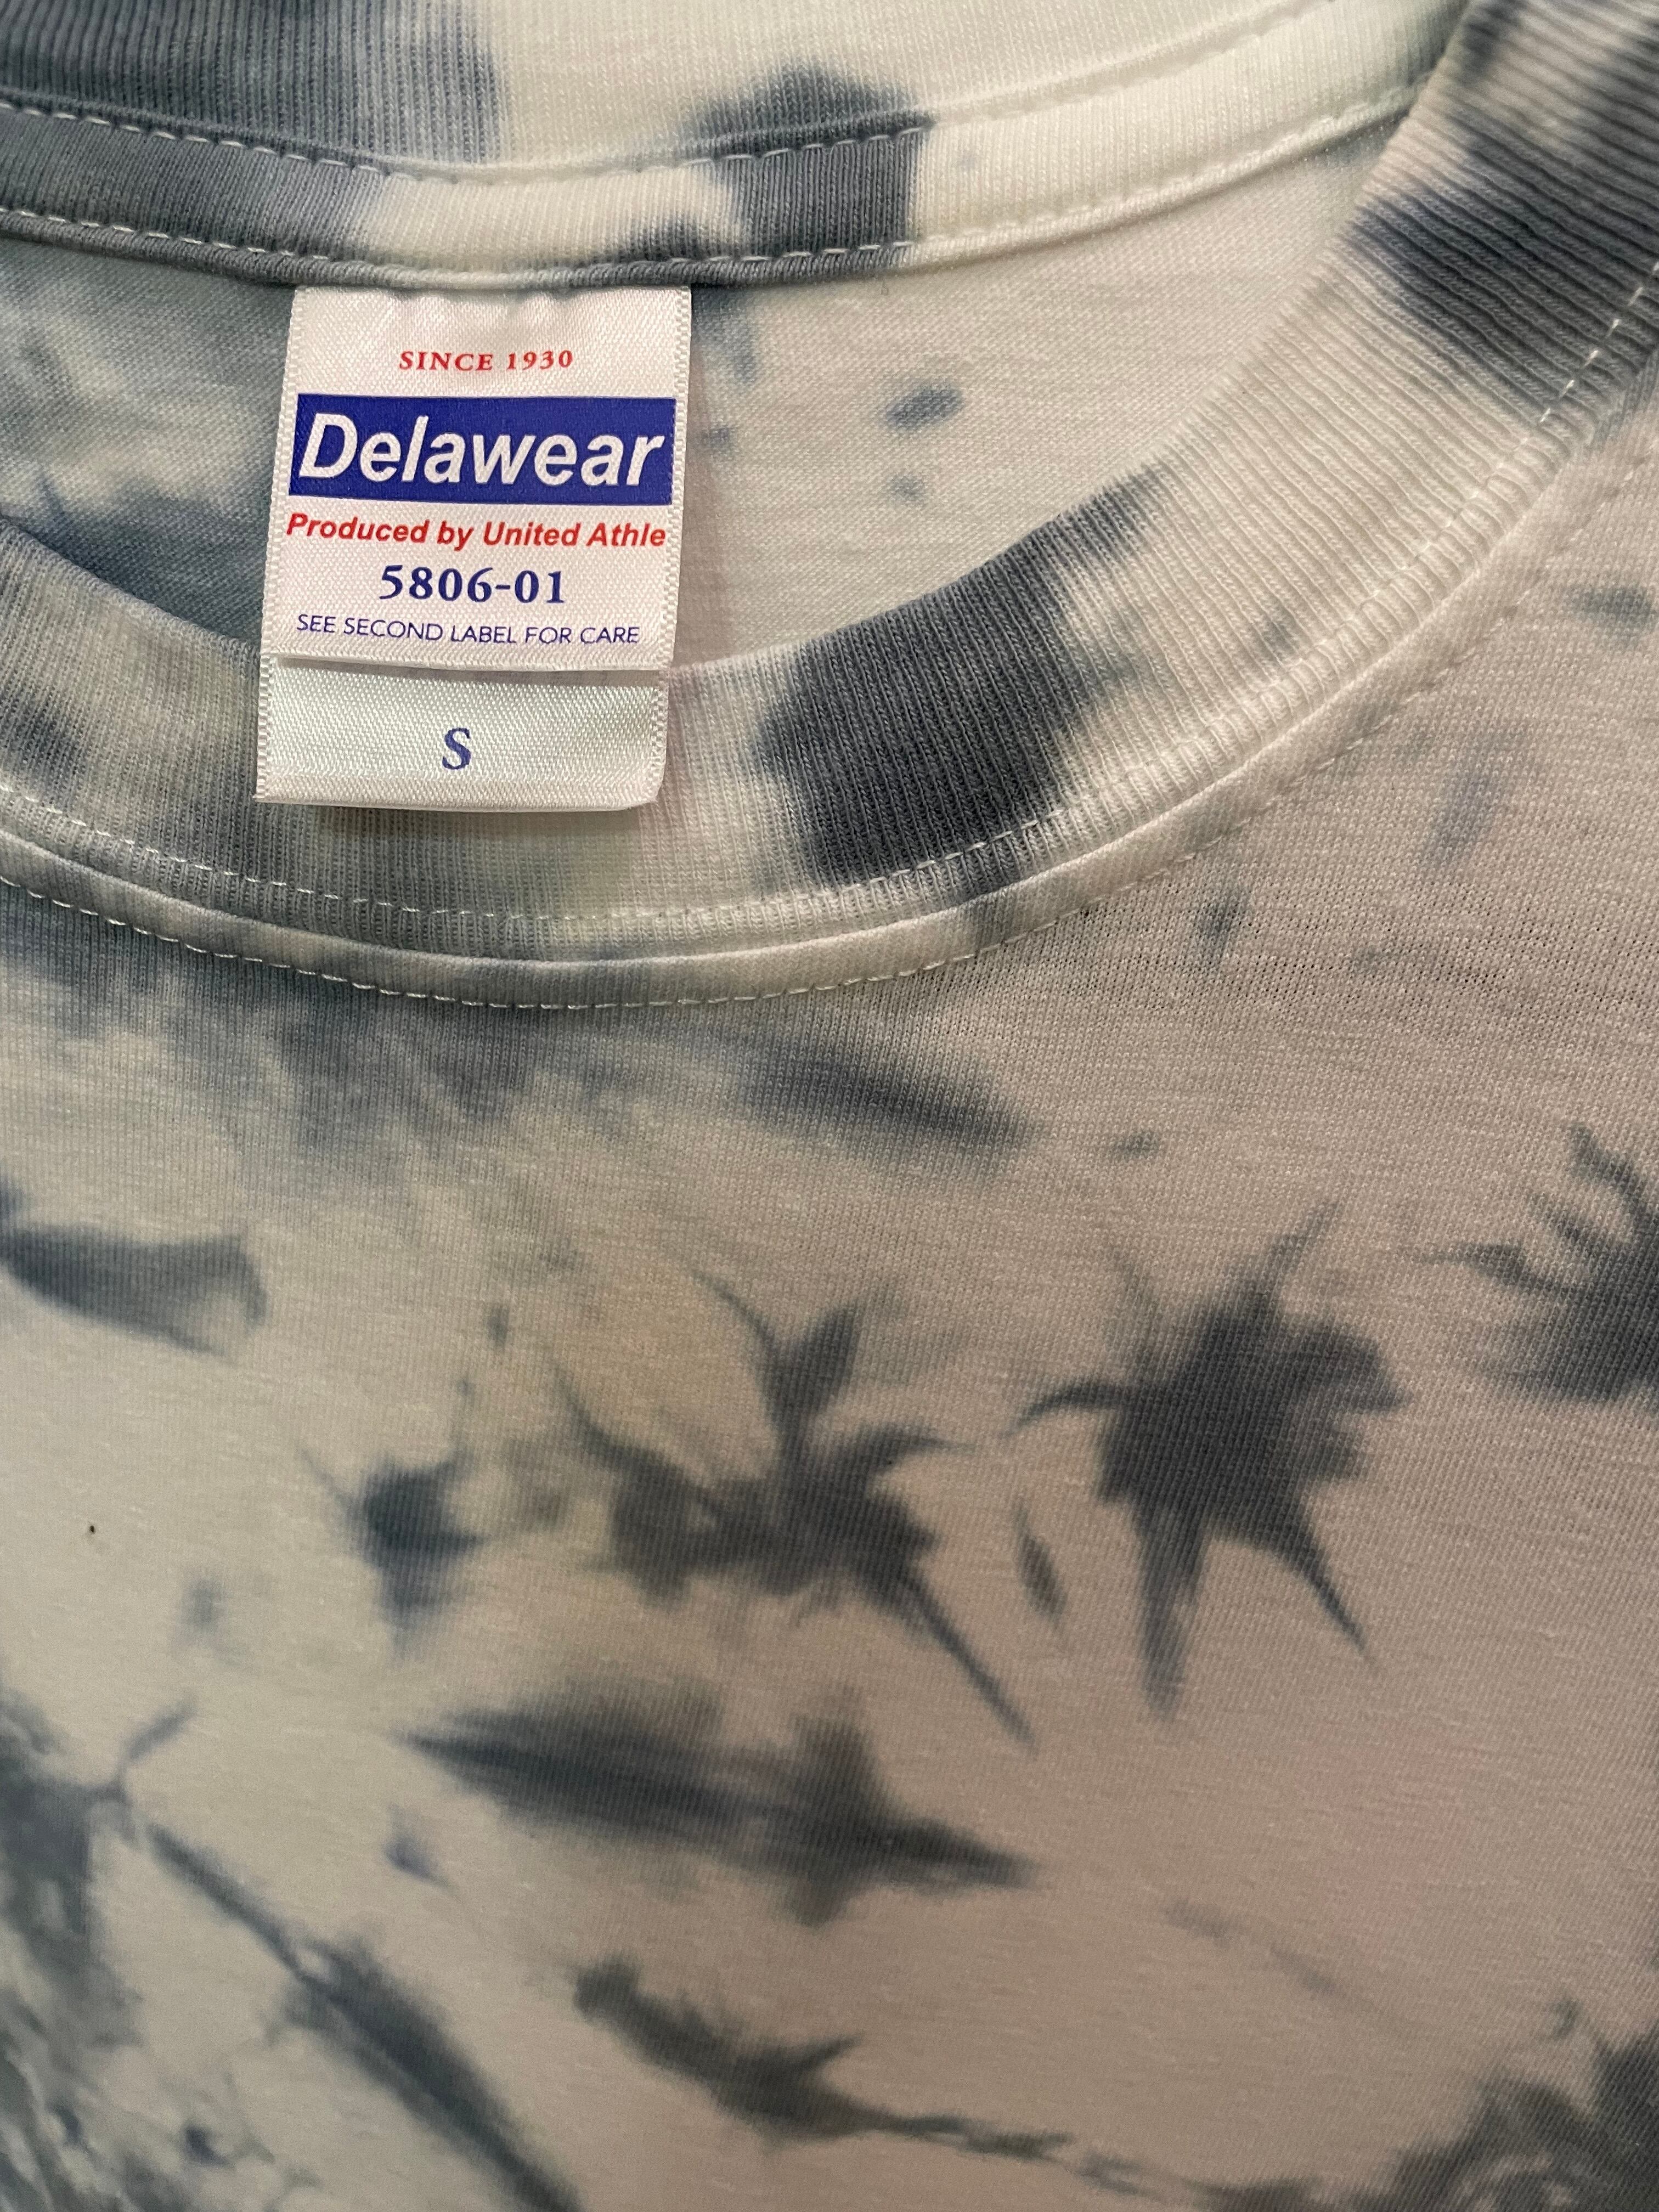 SINCE 1930
Delawear
Produced by United Athle
5806-01
SEE SECOND LABEL FOR CARE
S